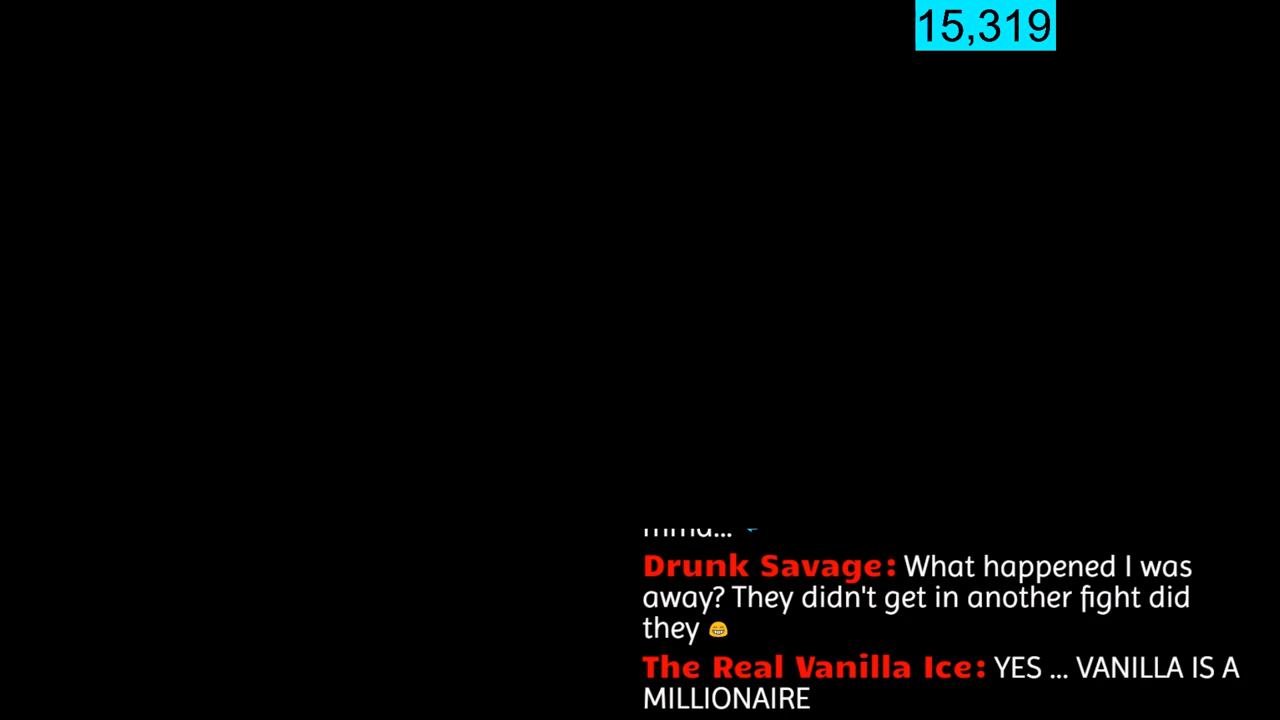 15,319
Drunk Savage: What happened I was
away? They didn't get in another fight did
they 😂
The Real Vanilla Ice: YES ... VANILLA IS A
MILLIONAIRE